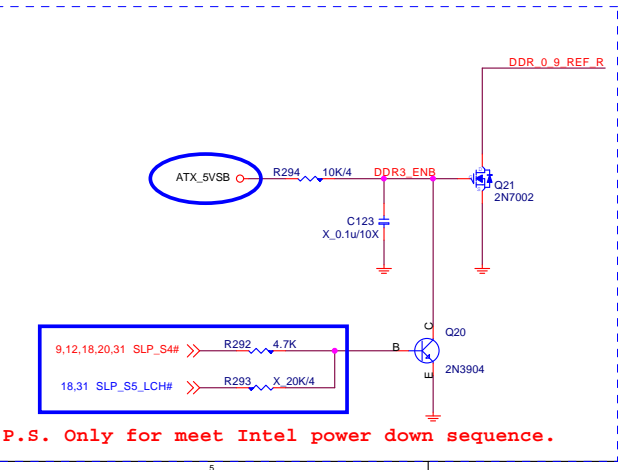 DDR_0_9_REF_R
ATX_5VSB
R294 10K/4 DDR3_ENB
Q21
2N7002
C123
X_0.1u/10X
C
Q20
9,12,18,20,31 SLP_S4# R292 4.7K B
2N3904
18,31 SLP_S5_LCH# R293 X_20K/4 E
P.S. Only for meet Intel power down sequence.
5